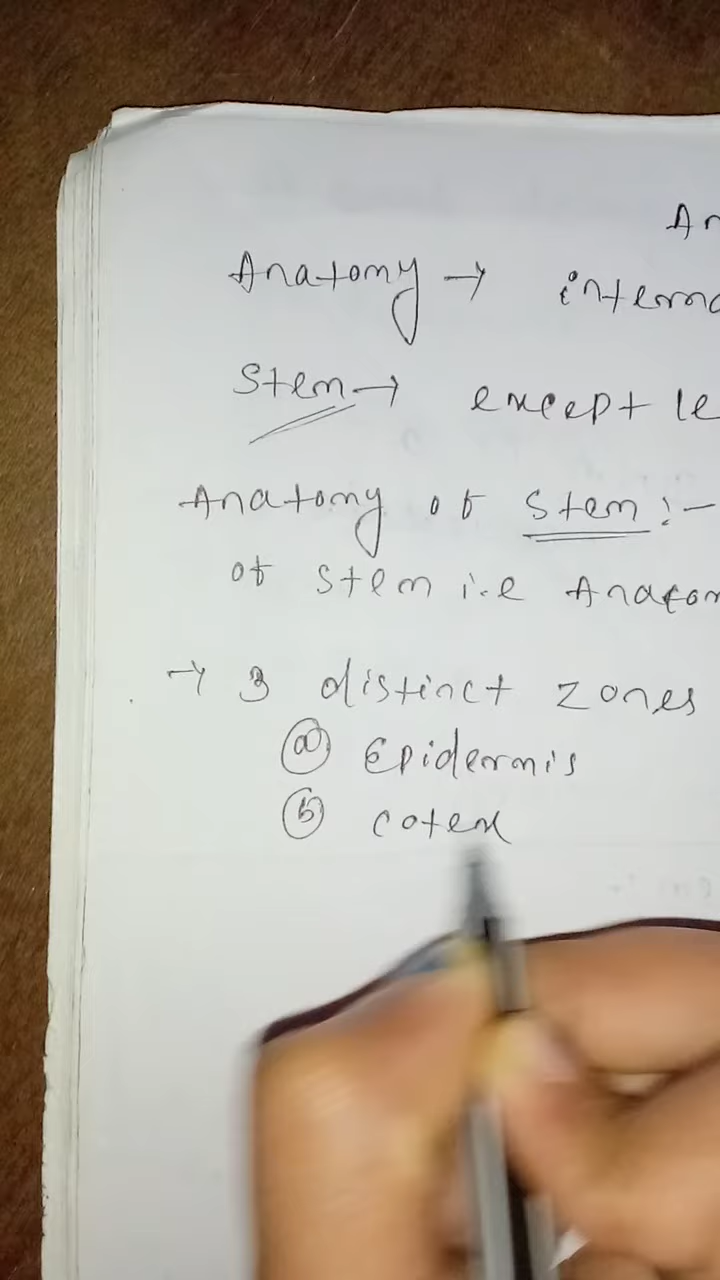 An
Anatomy → interna
Stem → except le
Anatomy of Stem :-
of stem i.e Anatom
→ 3 distinct zones
(a) Epidermis
(b) cotex